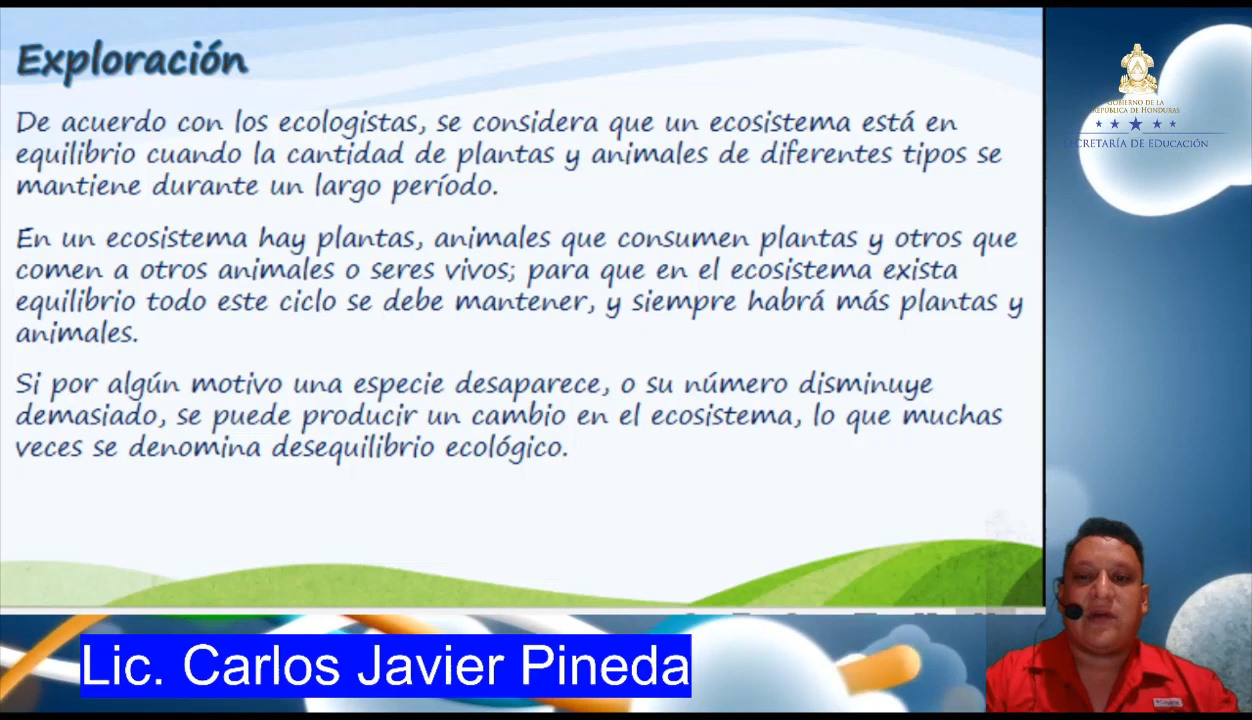 Exploración
De acuerdo con los ecologistas, se considera que un ecosistema está en
equilibrio cuando la cantidad de plantas y animales de diferentes tipos se
mantiene durante un largo período.
En un ecosistema hay plantas, animales que consumen plantas y otros que
comen a otros animales o seres vivos; para que en el ecosistema exista
equilibrio todo este ciclo se debe mantener, y siempre habrá más plantas y
animales.
Si por algún motivo una especie desaparece, o su número disminuye
demasiado, se puede producir un cambio en el ecosistema, lo que muchas
veces se denomina desequilibrio ecológico.
GOBIERNO DE LA
REPÚBLICA DE HONDURAS
SECRETARÍA DE EDUCACIÓN
Lic. Carlos Javier Pineda